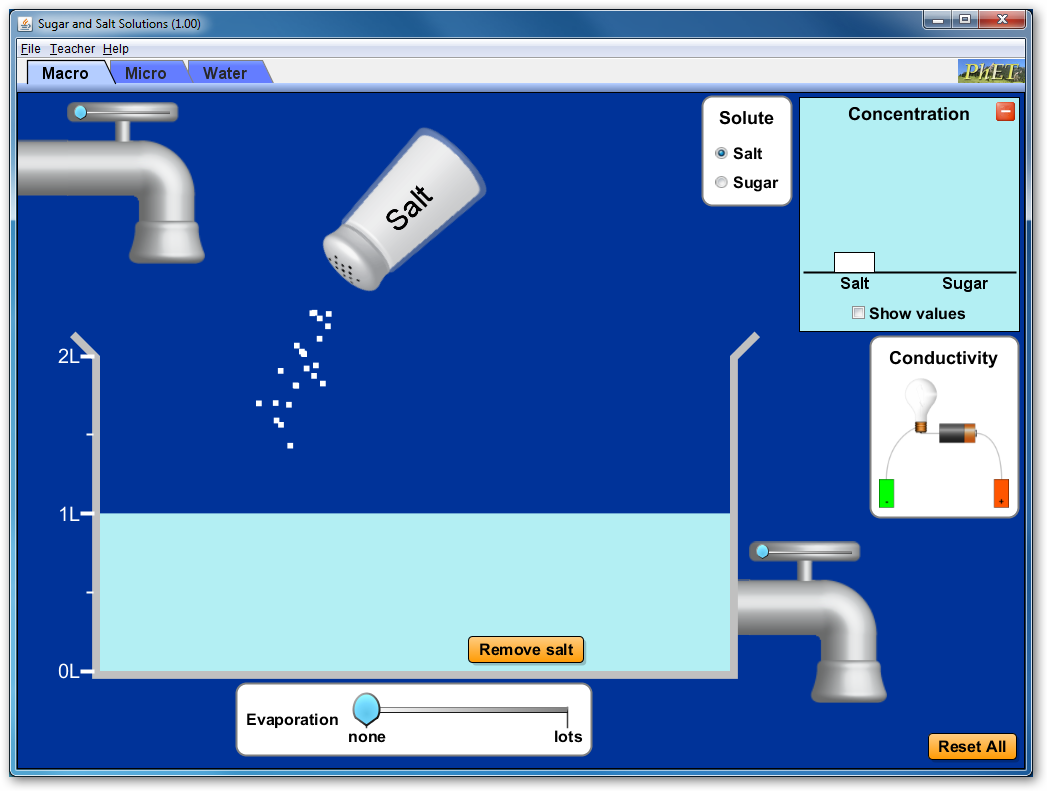 Sugar and Salt Solutions (1.00)
File Teacher Help
Macro Micro Water
PhET
Salt
Solute
Salt
Sugar
Concentration
Salt Sugar
Show values
Conductivity
- +
2L
1L
0L
Remove salt
Evaporation
none lots
Reset All